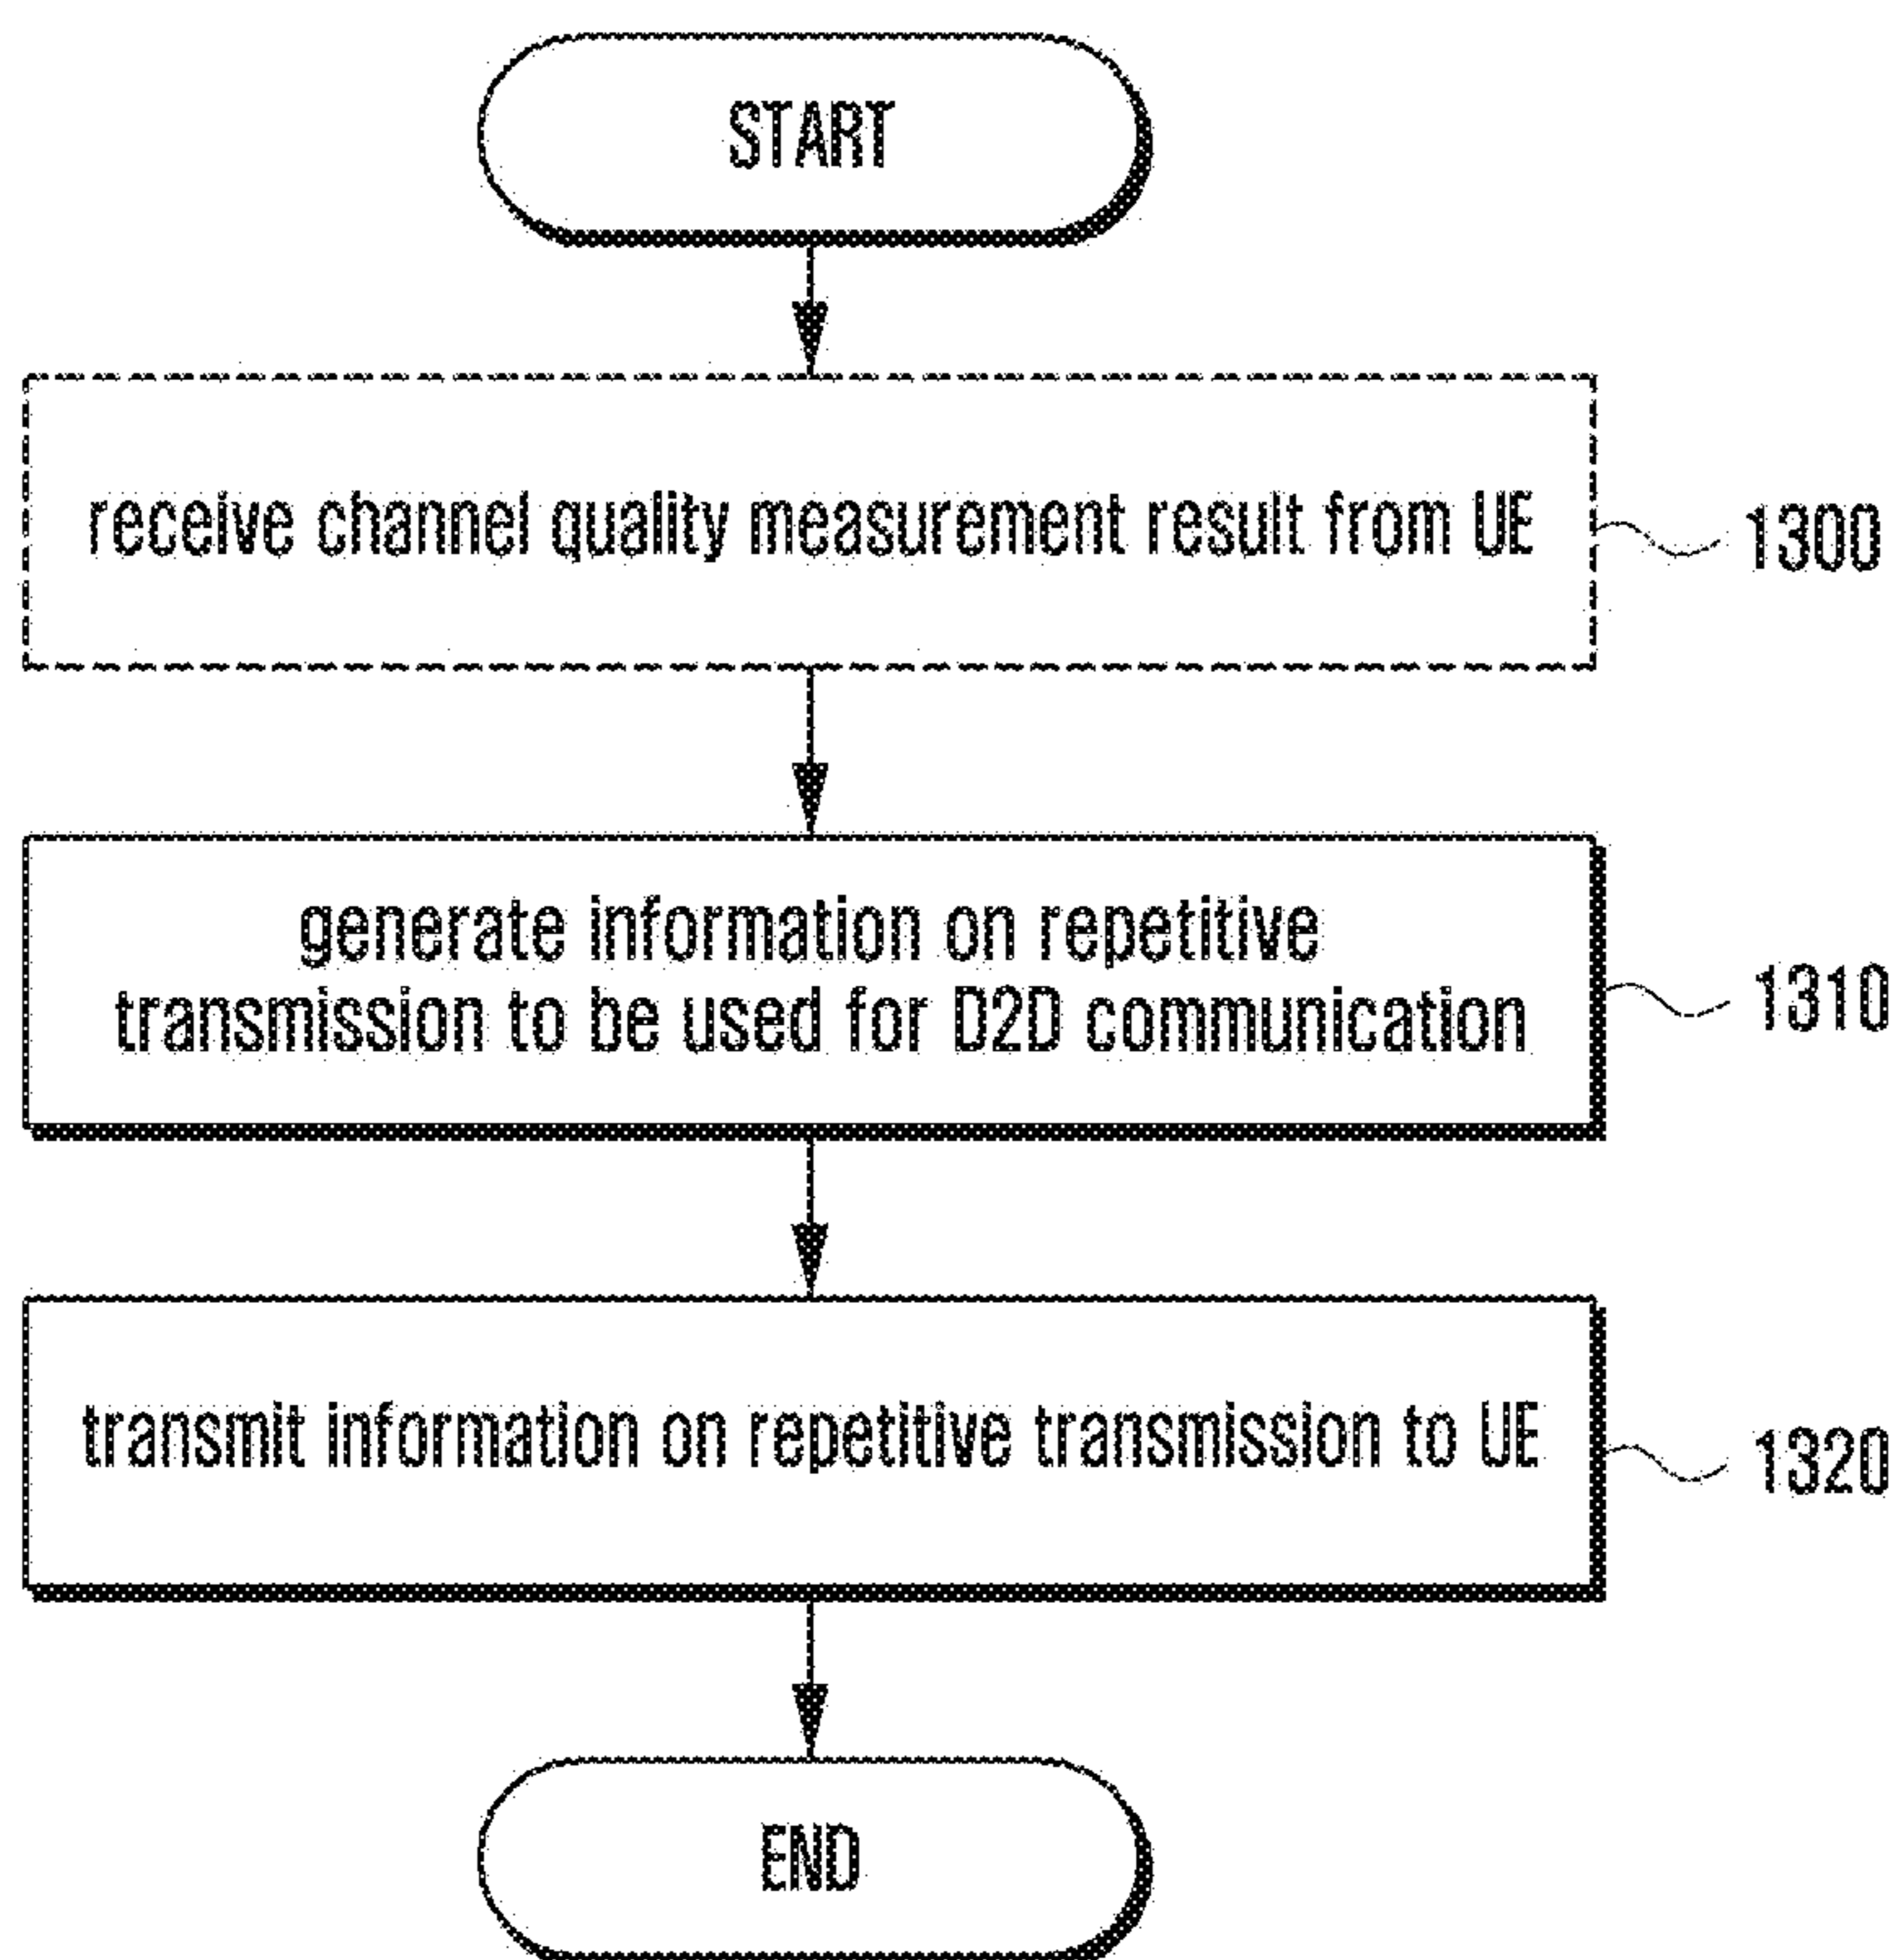 START
receive channel quality measurement result from UE
1300
generate information on repetitive
transmission to be used for D2D communication
1310
transmit information on repetitive transmission to UE
1320
END